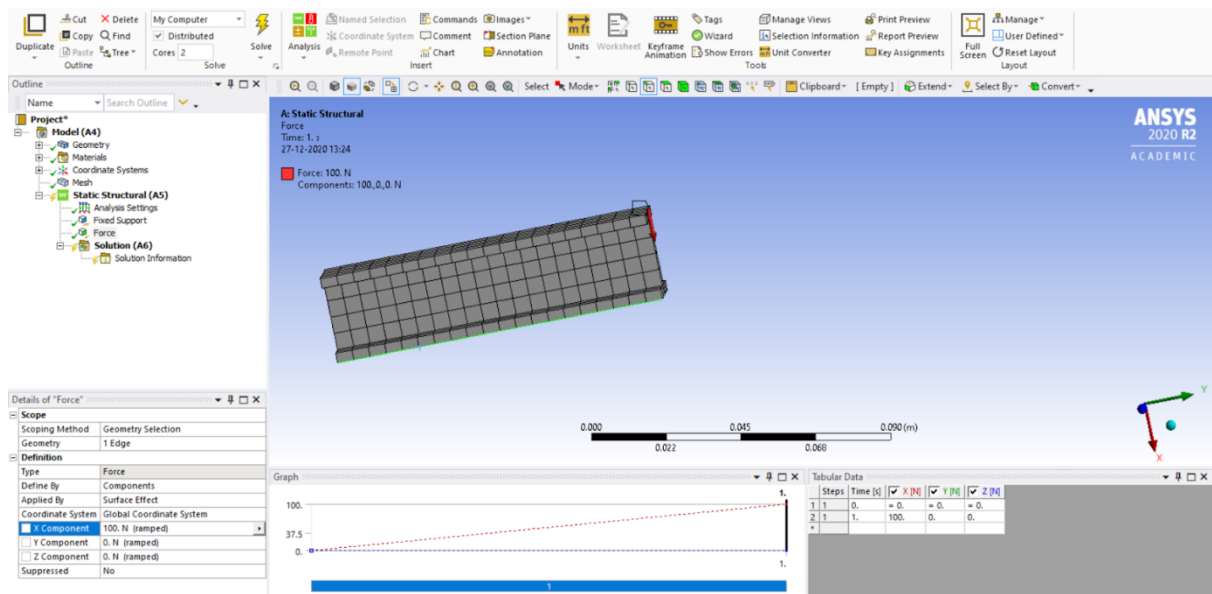 Duplicate
Cut
Delete
Copy
Find
Paste
Tree
Outline
My Computer
Distributed
Cores 2
Solve
Solve
Analysis
Named Selection
Commands
Images
Coordinate System
Comment
Section Plane
Remote Point
Chart
Annotation
Insert
Units
Worksheet
Keyframe
Animation
Tags
Manage Views
Print Preview
Wizard
Selection Information
Report Preview
Show Errors
Unit Converter
Key Assignments
Tools
Full
Screen
Manage
User Defined
Reset Layout
Layout
Outline
Name
Search Outline
Project*
Model (A4)
Geometry
Materials
Coordinate Systems
Mesh
Static Structural (A5)
Analysis Settings
Fixed Support
Force
Solution (A6)
Solution Information
Select Mode Clipboard [ Empty ] Extend Select By Convert
A: Static Structural
Force
Time: 1. s
27-12-2020 13:24
Force: 100. N
Components: 100.,0.,0. N
ANSYS
2020 R2
ACADEMIC
0.000 0.045 0.090 (m)
0.022 0.068
Y
X
Details of "Force"
Scope
Scoping Method Geometry Selection
Geometry 1 Edge
Definition
Type Force
Define By Components
Applied By Surface Effect
Coordinate System Global Coordinate System
X Component 100. N (ramped)
Y Component 0. N (ramped)
Z Component 0. N (ramped)
Suppressed No
Graph
1.
100.
37.5
0.
1.
1
Tabular Data
Steps Time [s] X [N] Y [N] Z [N]
1 1 0. = 0. = 0. = 0.
2 1 1. 100. 0. 0.
*